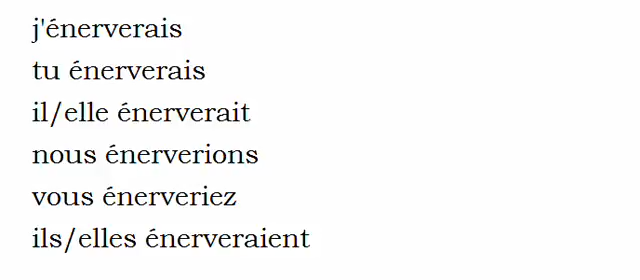 j'énerverais
tu énerverais
il/elle énerverait
nous énerverions
vous énerveriez
ils/elles énerveraient